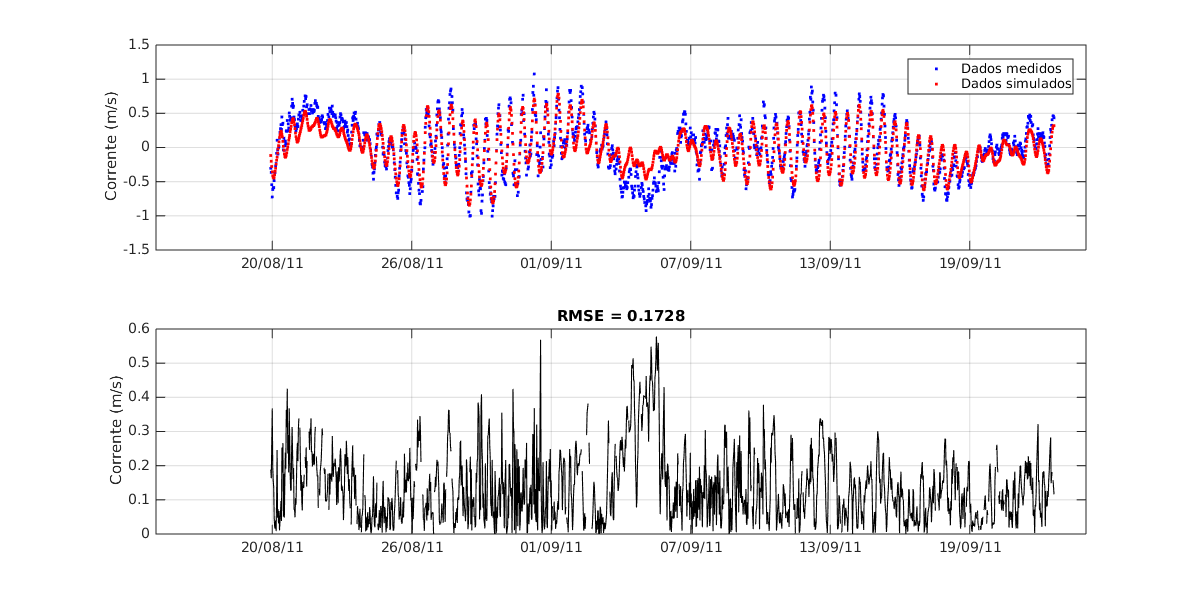 1.5
1
0.5
0
-0.5
-1
-1.5
Corrente (m/s)
Dados medidos
Dados simulados
20/08/11 26/08/11 01/09/11 07/09/11 13/09/11 19/09/11
RMSE = 0.1728
0.6
0.5
0.4
0.3
0.2
0.1
0
Corrente (m/s)
20/08/11 26/08/11 01/09/11 07/09/11 13/09/11 19/09/11